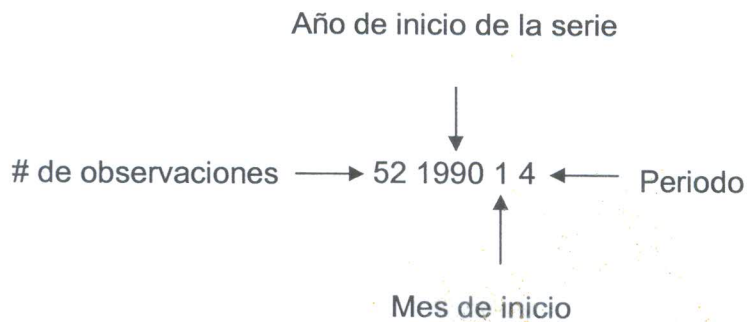 Año de inicio de la serie
# de observaciones 52 1990 1 4 Periodo
Mes de inicio